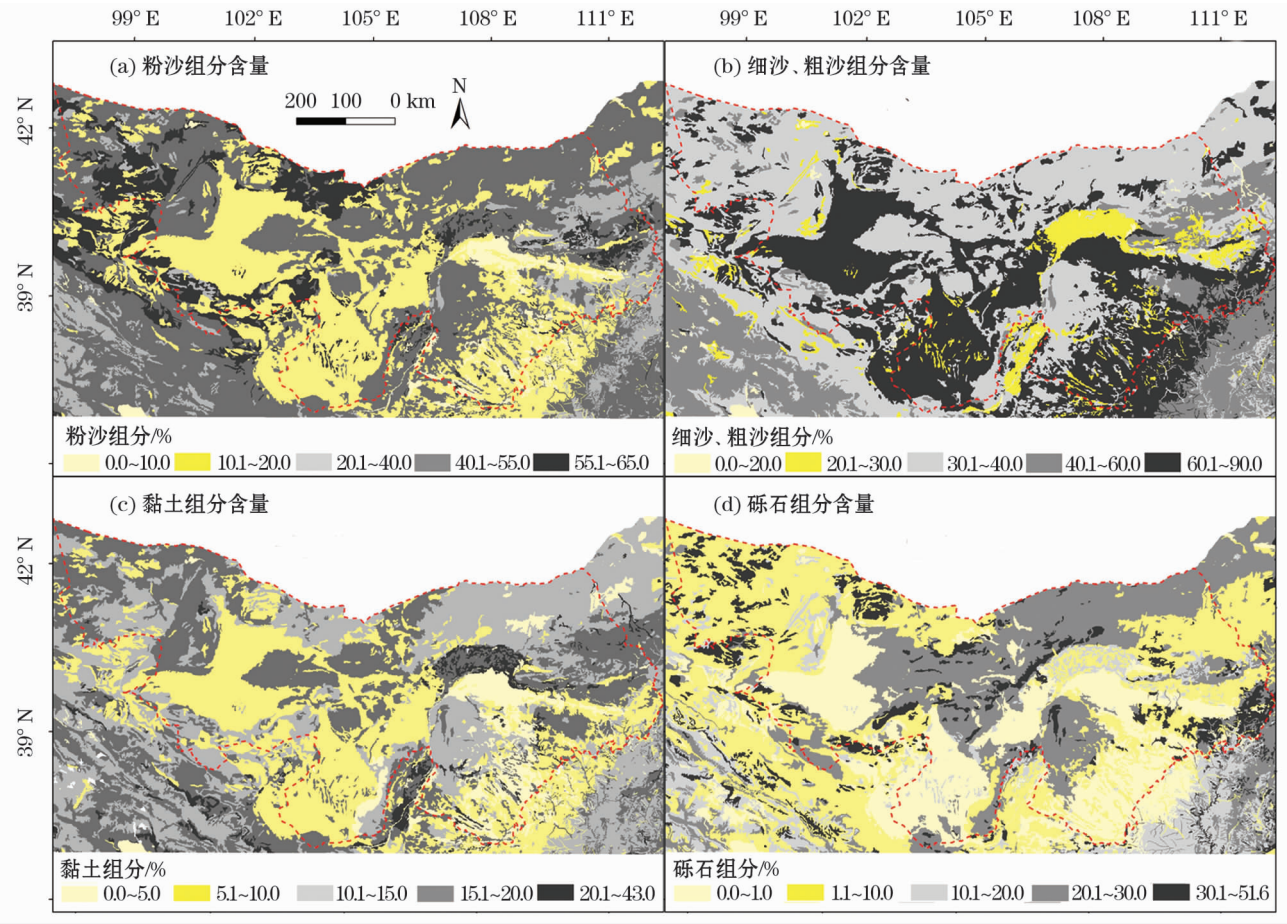 99° E 102° E 105° E 108° E 111° E 99° E 102° E 105° E 108° E 111° E
(a) 粉沙组分含量
(b) 细沙、粗沙组分含量
N
200 100 0 km
42° N
39° N
粉沙组分/%
0.0~10.0 10.1~20.0 20.1~40.0 40.1~55.0 55.1~65.0
细沙、粗沙组分/%
0.0~20.0 20.1~30.0 30.1~40.0 40.1~60.0 60.1~90.0
(c) 黏土组分含量
(d) 砾石组分含量
42° N
39° N
黏土组分/%
0.0~5.0 5.1~10.0 10.1~15.0 15.1~20.0 20.1~43.0
砾石组分/%
0.0~1.0 1.1~10.0 10.1~20.0 20.1~30.0 30.1~51.6